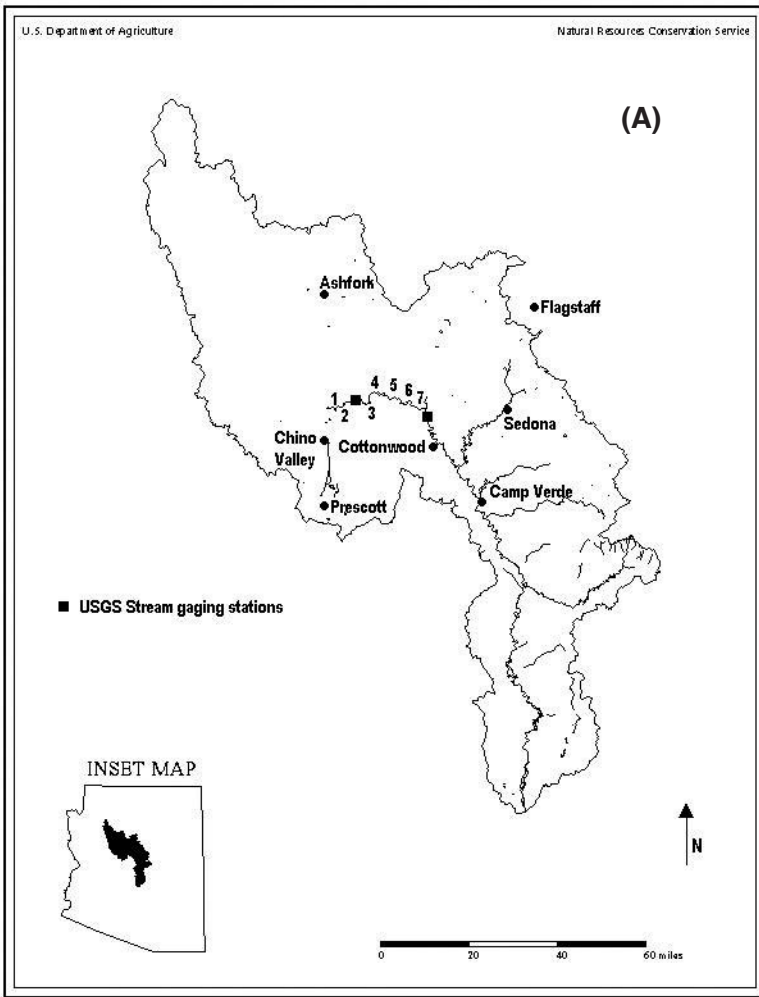 U.S. Department of Agriculture
Natural Resources Conservation Service
(A)
Ashfork
Flagstaff
4
1 5 6 7
2 3
Sedona
Chino
Valley
Cottonwood
Camp Verde
Prescott
USGS Stream gaging stations
INSET MAP
N
0 20 40 60 miles